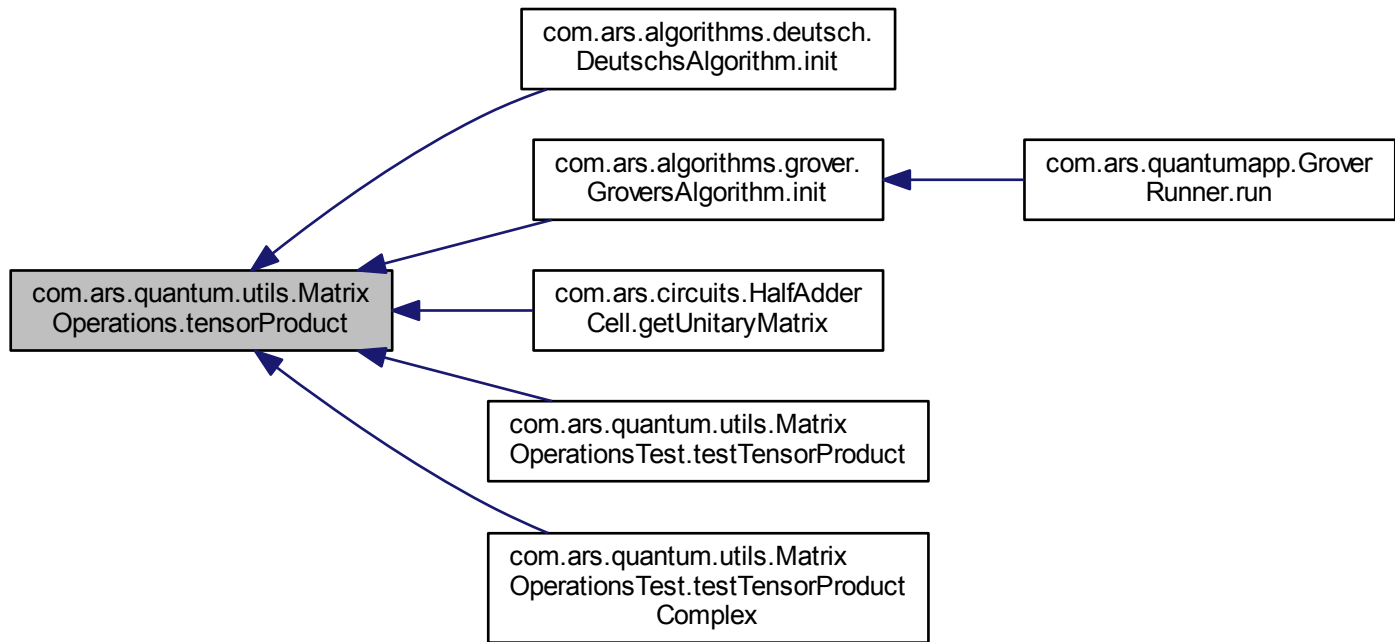 com.ars.algorithms.deutsch.
DeutschsAlgorithm.init
com.ars.algorithms.grover.
GroversAlgorithm.init
com.ars.quantumapp.Grover
Runner.run
com.ars.quantum.utils.Matrix
Operations.tensorProduct
com.ars.circuits.HalfAdder
Cell.getUnitaryMatrix
com.ars.quantum.utils.Matrix
OperationsTest.testTensorProduct
com.ars.quantum.utils.Matrix
OperationsTest.testTensorProduct
Complex